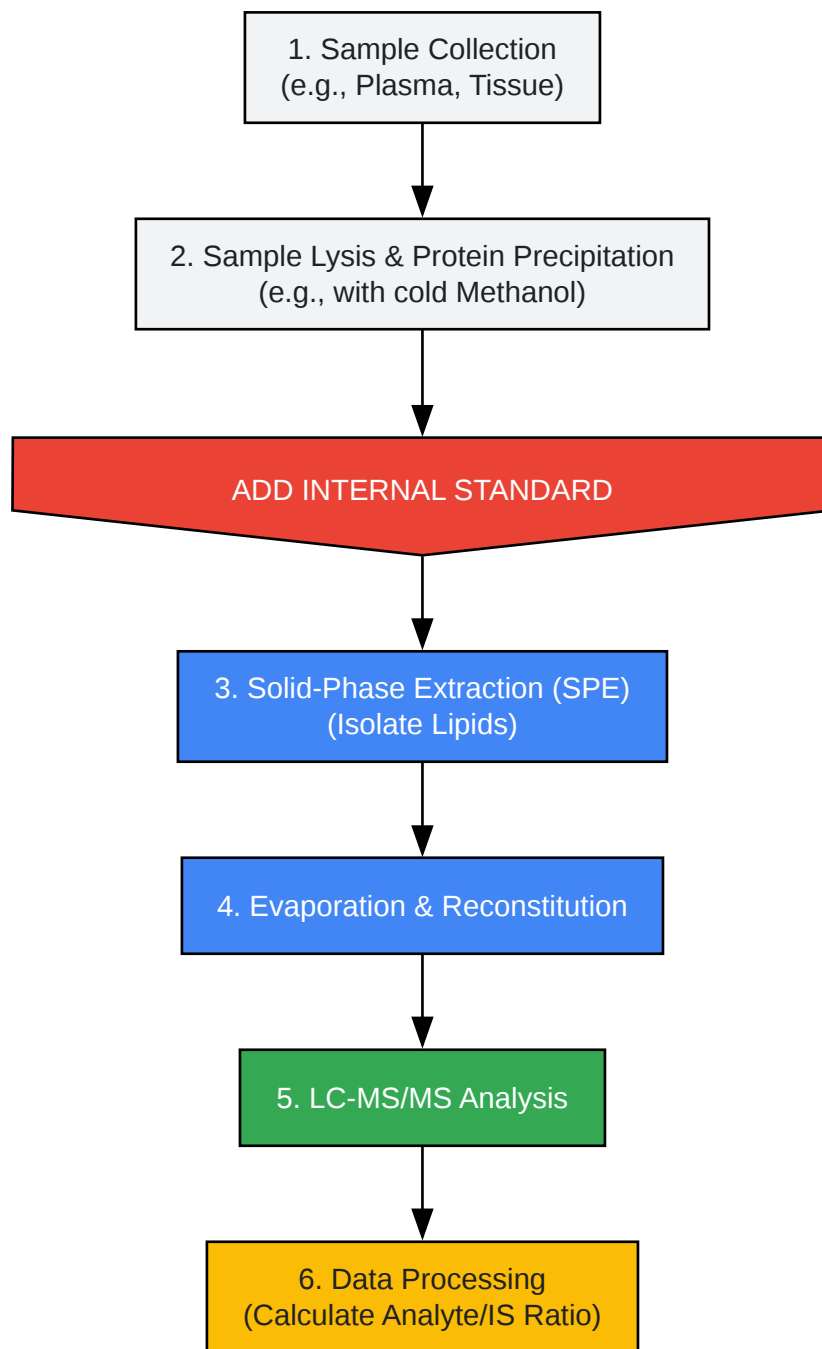 1. Sample Collection
(e.g., Plasma, Tissue)
2. Sample Lysis & Protein Precipitation
(e.g., with cold Methanol)
ADD INTERNAL STANDARD
3. Solid-Phase Extraction (SPE)
(Isolate Lipids)
4. Evaporation & Reconstitution
5. LC-MS/MS Analysis
6. Data Processing
(Calculate Analyte/IS Ratio)